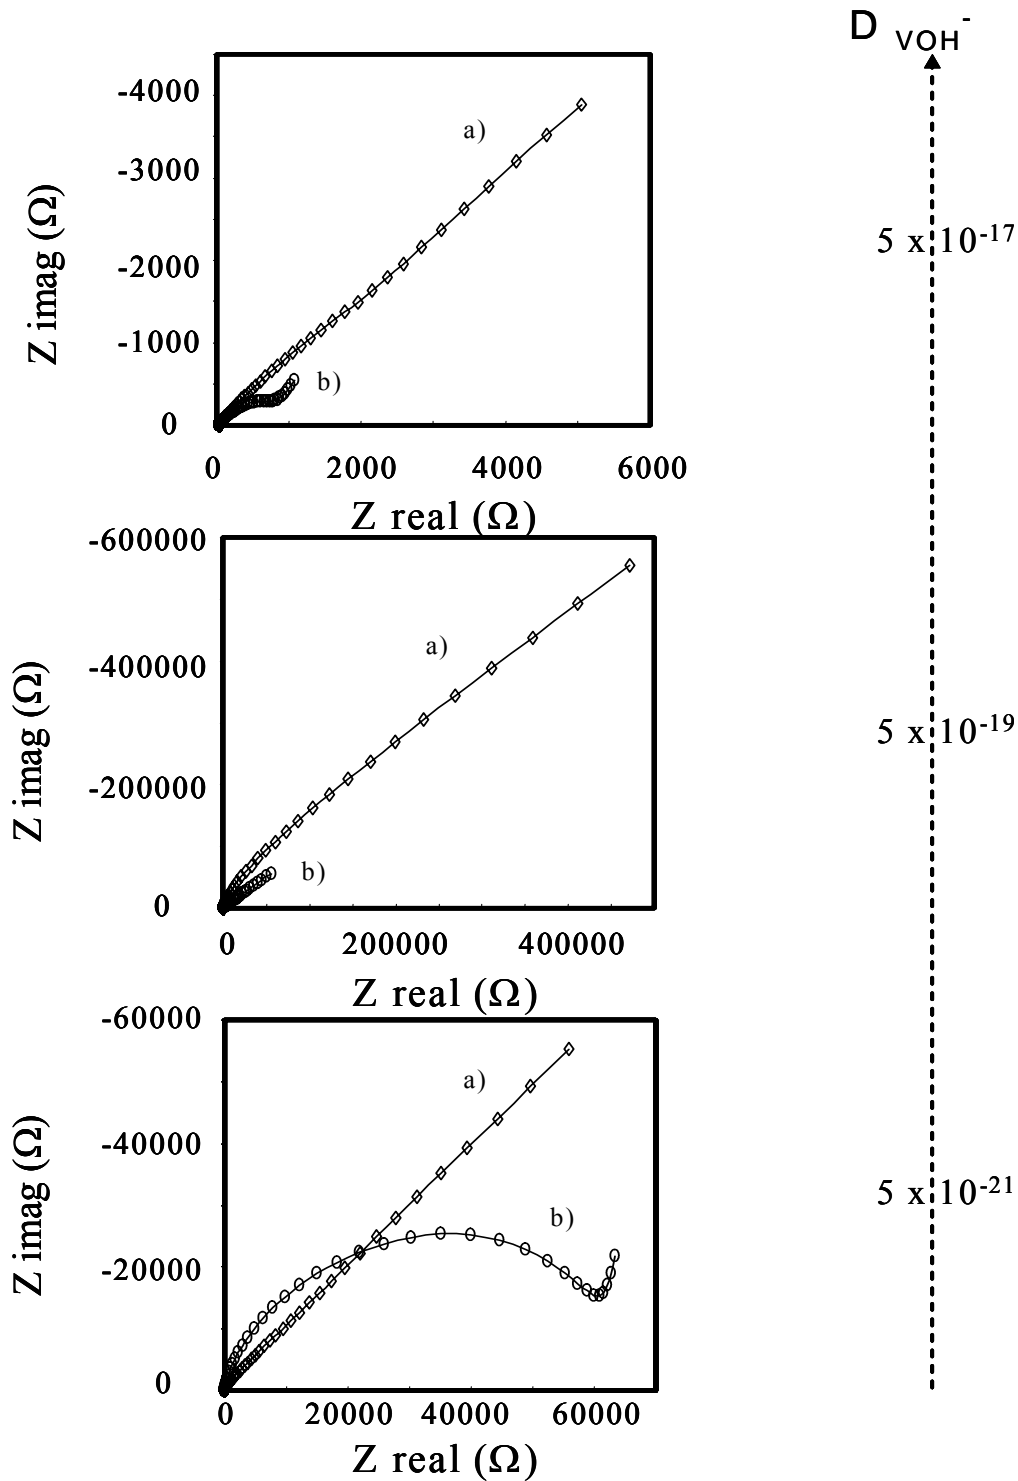 D VOH-
-4000
a)
-3000
5 x 10-17
-2000
-1000
b)
0
Z imag (Ω)
0 2000 4000 6000
Z real (Ω)
-600000
a)
-400000
5 x 10-19
-200000
b)
0
Z imag (Ω)
0 200000 400000
Z real (Ω)
-60000
a)
-40000
5 x 10-21
b)
-20000
0
Z imag (Ω)
0 20000 40000 60000
Z real (Ω)